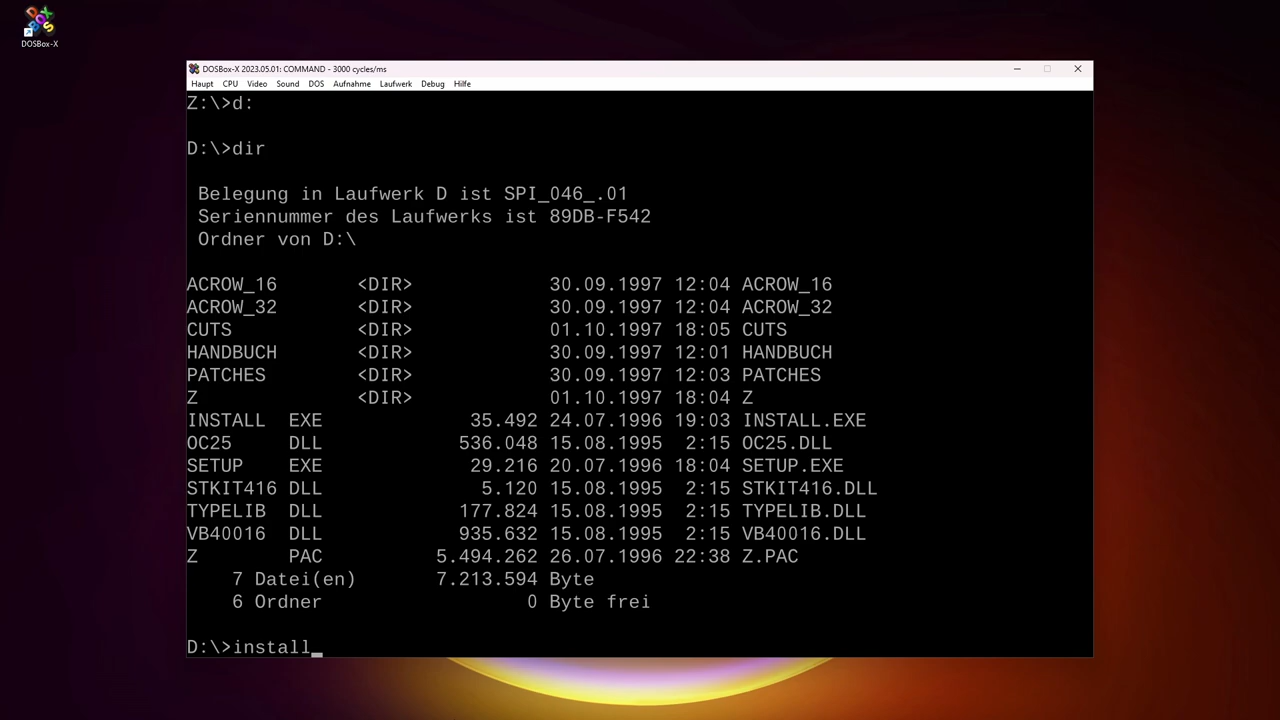 DOSBox-X
DOSBox-X 2023.05.01: COMMAND - 3000 cycles/ms
Haupt CPU Video Sound DOS Aufnahme Laufwerk Debug Hilfe
Z:\>d:
D:\>dir
Belegung in Laufwerk D ist SPI_046_.01
Seriennummer des Laufwerks ist 89DB-F542
Ordner von D:\
ACROW_16 <DIR> 30.09.1997 12:04 ACROW_16
ACROW_32 <DIR> 30.09.1997 12:04 ACROW_32
CUTS <DIR> 01.10.1997 18:05 CUTS
HANDBUCH <DIR> 30.09.1997 12:01 HANDBUCH
PATCHES <DIR> 30.09.1997 12:03 PATCHES
Z <DIR> 01.10.1997 18:04 Z
INSTALL EXE 35.492 24.07.1996 19:03 INSTALL.EXE
OC25 DLL 536.048 15.08.1995 2:15 OC25.DLL
SETUP EXE 29.216 20.07.1996 18:04 SETUP.EXE
STKIT416 DLL 5.120 15.08.1995 2:15 STKIT416.DLL
TYPELIB DLL 177.824 15.08.1995 2:15 TYPELIB.DLL
VB40016 DLL 935.632 15.08.1995 2:15 VB40016.DLL
Z PAC 5.494.262 26.07.1996 22:38 Z.PAC
7 Datei(en) 7.213.594 Byte
6 Ordner 0 Byte frei
D:\>install_